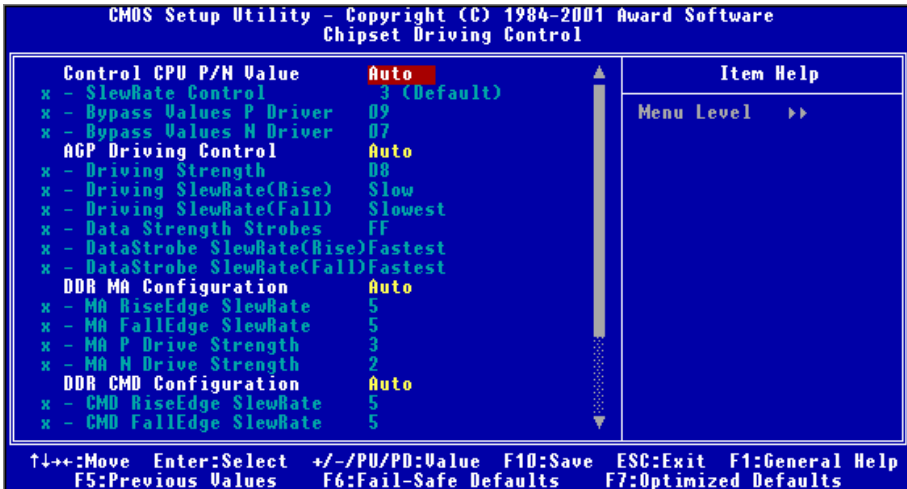 CMOS Setup Utility - Copyright (C) 1984-2001 Award Software
Chipset Driving Control
Control CPU P/N Value Auto
x - SlewRate Control 3 (Default)
x - Bypass Values P Driver 09
x - Bypass Values N Driver 07
AGP Driving Control Auto
x - Driving Strength D8
x - Driving SlewRate(Rise) Slow
x - Driving SlewRate(Fall) Slowest
x - Data Strength Strobes FF
x - DataStrobe SlewRate(Rise)Fastest
x - DataStrobe SlewRate(Fall)Fastest
DDR MA Configuration Auto
x - MA RiseEdge SlewRate 5
x - MA FallEdge SlewRate 5
x - MA P Drive Strength 3
x - MA N Drive Strength 2
DDR CMD Configuration Auto
x - CMD RiseEdge SlewRate 5
x - CMD FallEdge SlewRate 5
Item Help
Menu Level ▸▸
↑↓→←:Move Enter:Select +/-/PU/PD:Value F10:Save ESC:Exit F1:General Help
F5:Previous Values F6:Fail-Safe Defaults F7:Optimized Defaults